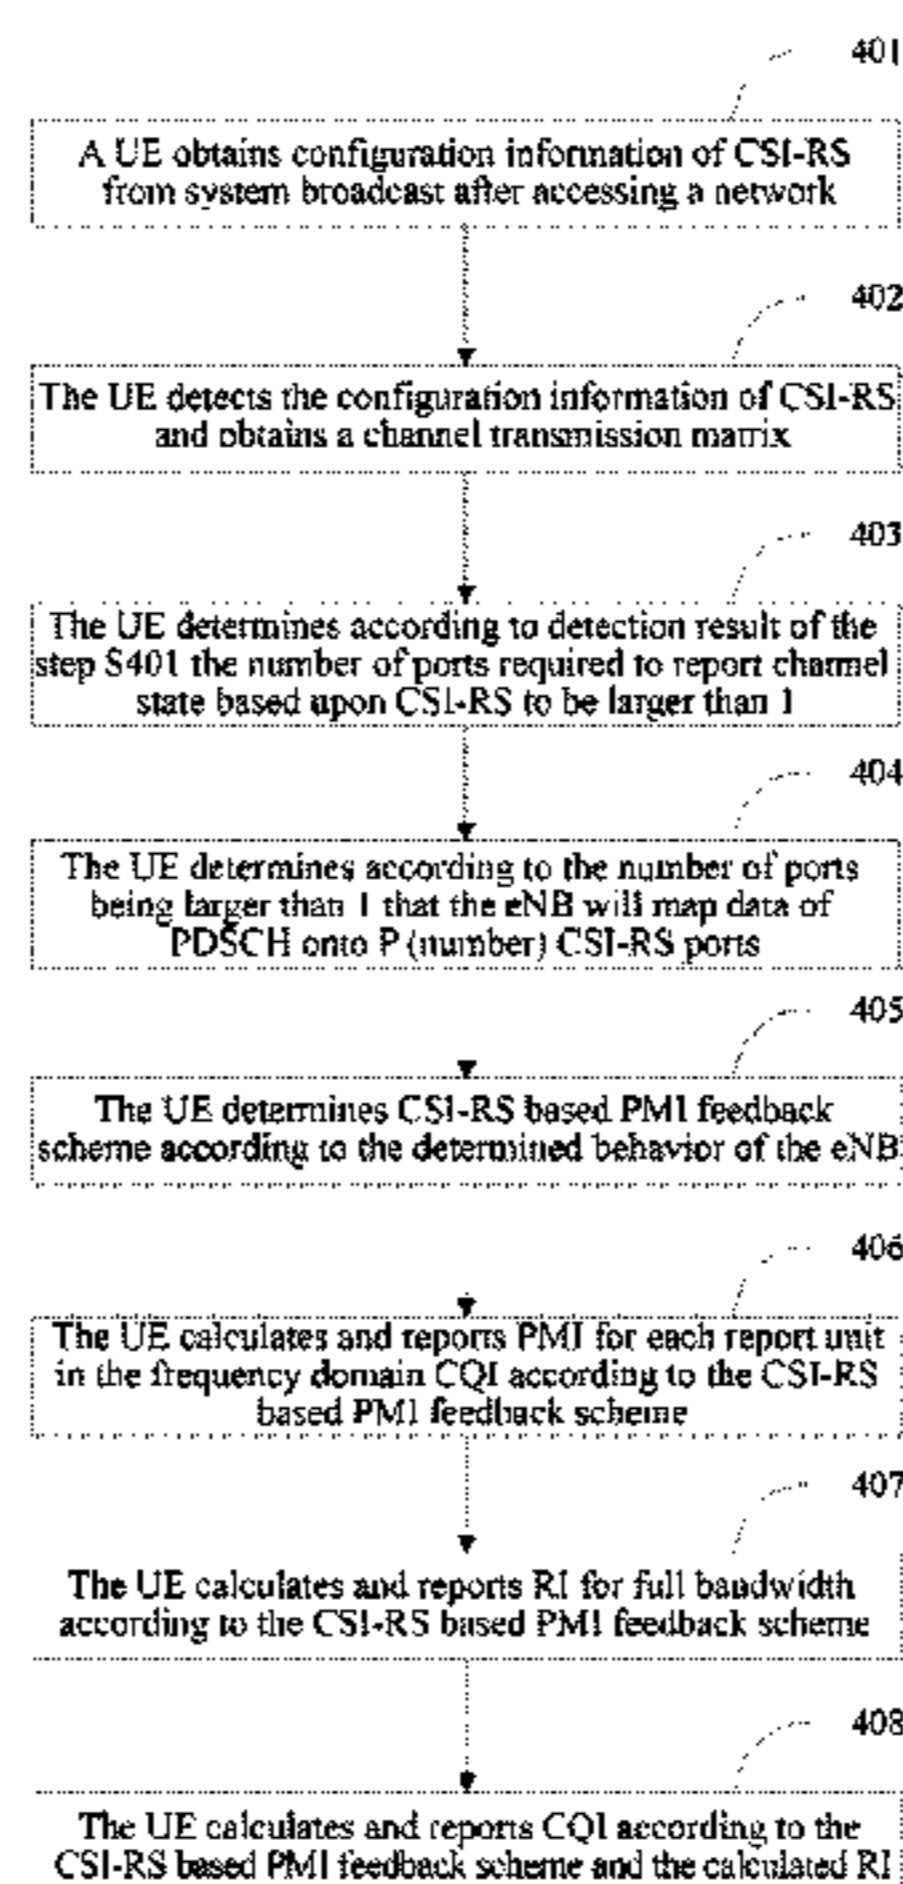 401
A UE obtains configuration information of CSI-RS
from system broadcast after accessing a network
402
The UE detects the configuration information of CSI-RS
and obtains a channel transmission matrix
403
The UE determines according to detection result of the
step S401 the number of ports required to report channel
state based upon CSI-RS to be larger than 1
404
The UE determines according to the number of ports
being larger than 1 that the eNB will map data of
PDSCH onto P (number) CSI-RS ports
405
The UE determines CSI-RS based PMI feedback
scheme according to the determined behavior of the eNB
406
The UE calculates and reports PMI for each report unit
in the frequency domain CQI according to the CSI-RS
based PMI feedback scheme
407
The UE calculates and reports RI for full bandwidth
according to the CSI-RS based PMI feedback scheme
408
The UE calculates and reports CQI according to the
CSI-RS based PMI feedback scheme and the calculated RI